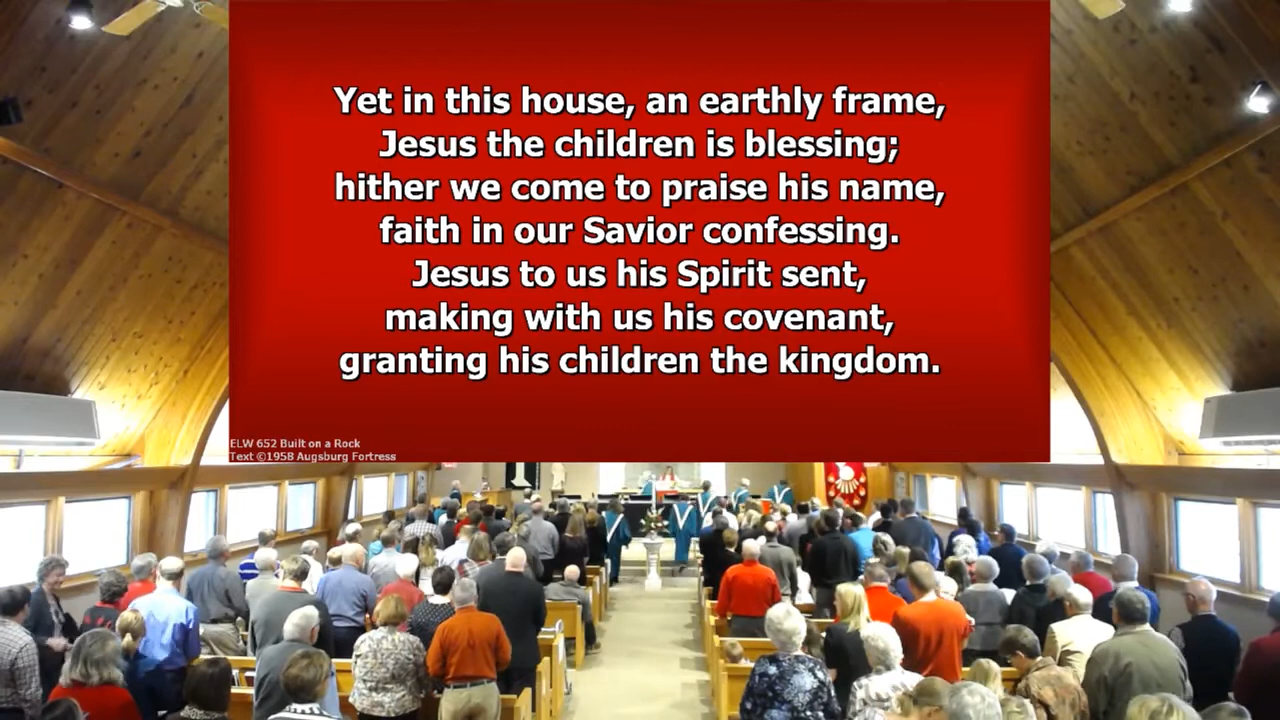 Yet in this house, an earthly frame,
Jesus the children is blessing;
hither we come to praise his name,
faith in our Savior confessing.
Jesus to us his Spirit sent,
making with us his covenant,
granting his children the kingdom.
ELW 652 Built on a Rock
Text ©1958 Augsburg Fortress